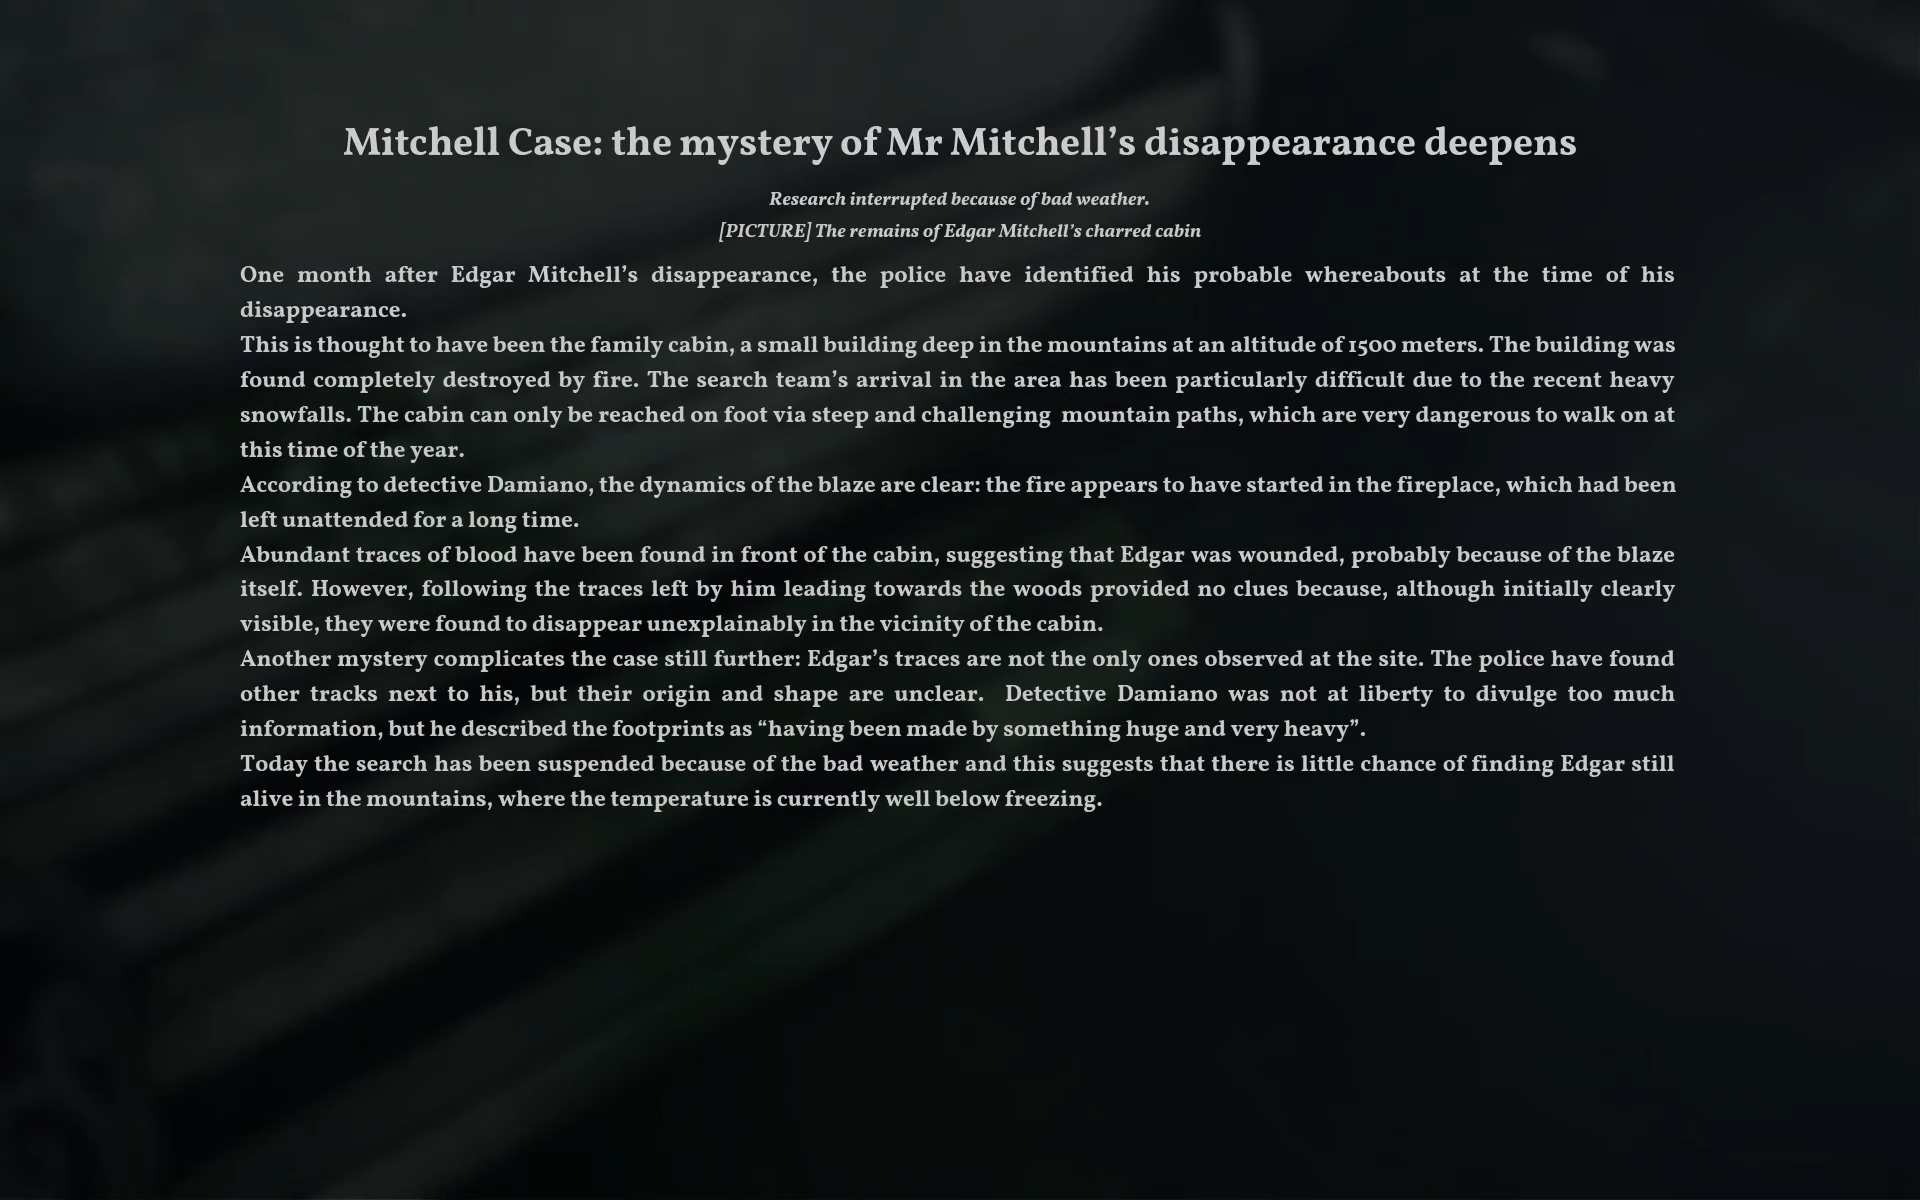 Mitchell Case: the mystery of Mr Mitchell’s disappearance deepens
Research interrupted because of bad weather.
[PICTURE] The remains of Edgar Mitchell’s charred cabin
One month after Edgar Mitchell’s disappearance, the police have identified his probable whereabouts at the time of his
disappearance.
This is thought to have been the family cabin, a small building deep in the mountains at an altitude of 1500 meters. The building was
found completely destroyed by fire. The search team’s arrival in the area has been particularly difficult due to the recent heavy
snowfalls. The cabin can only be reached on foot via steep and challenging  mountain paths, which are very dangerous to walk on at
this time of the year.
According to detective Damiano, the dynamics of the blaze are clear: the fire appears to have started in the fireplace, which had been
left unattended for a long time.
Abundant traces of blood have been found in front of the cabin, suggesting that Edgar was wounded, probably because of the blaze
itself. However, following the traces left by him leading towards the woods provided no clues because, although initially clearly
visible, they were found to disappear unexplainably in the vicinity of the cabin.
Another mystery complicates the case still further: Edgar’s traces are not the only ones observed at the site. The police have found
other tracks next to his, but their origin and shape are unclear.  Detective Damiano was not at liberty to divulge too much
information, but he described the footprints as “having been made by something huge and very heavy”.
Today the search has been suspended because of the bad weather and this suggests that there is little chance of finding Edgar still
alive in the mountains, where the temperature is currently well below freezing.